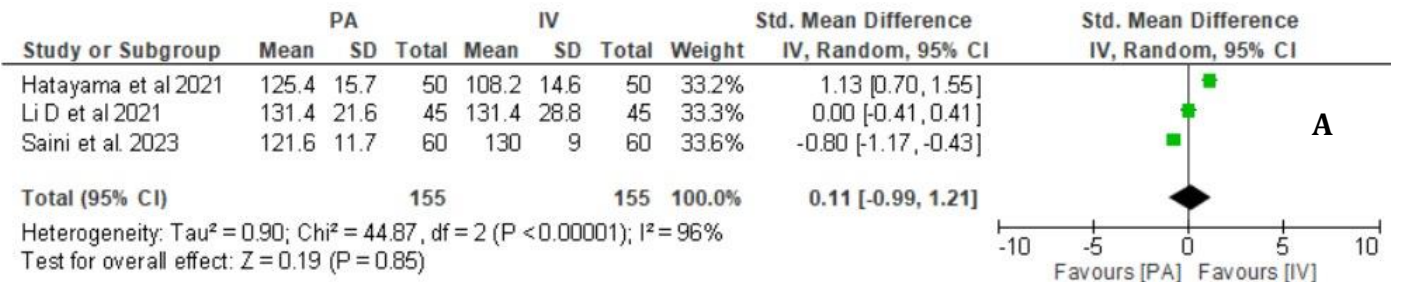 PA IV Std. Mean Difference Std. Mean Difference
Study or Subgroup Mean SD Total Mean SD Total Weight IV, Random, 95% CI IV, Random, 95% CI
Hatayama et al 2021 125.4 15.7 50 108.2 14.6 50 33.2% 1.13 [0.70, 1.55]
Li D et al 2021 131.4 21.6 45 131.4 28.8 45 33.3% 0.00 [-0.41, 0.41]
Saini et al. 2023 121.6 11.7 60 130 9 60 33.6% -0.80 [-1.17, -0.43]
A
Total (95% CI) 155 155 100.0% 0.11 [-0.99, 1.21]
Heterogeneity: Tau² = 0.90; Chi² = 44.87, df = 2 (P < 0.00001); I² = 96%
Test for overall effect: Z = 0.19 (P = 0.85)
-10 -5 0 5 10
Favours [PA] Favours [IV]